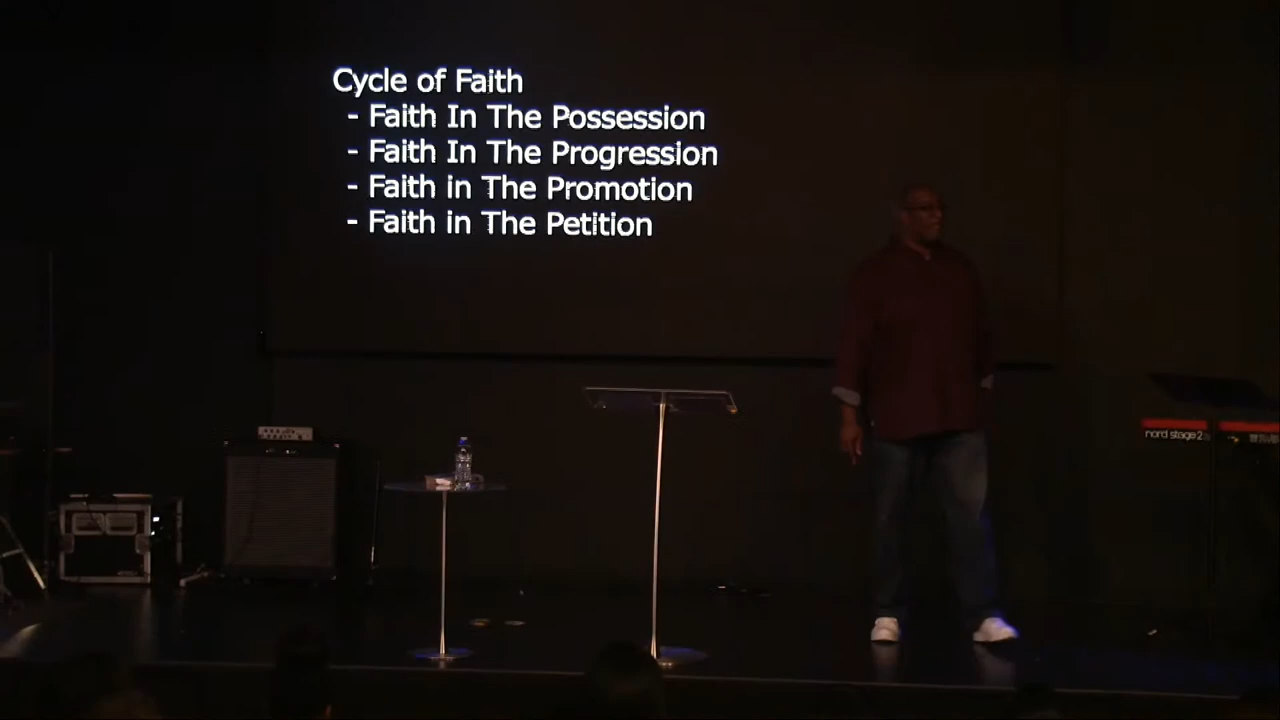 Cycle of Faith
- Faith In The Possession
- Faith In The Progression
- Faith in The Promotion
- Faith in The Petition
nord stage 2